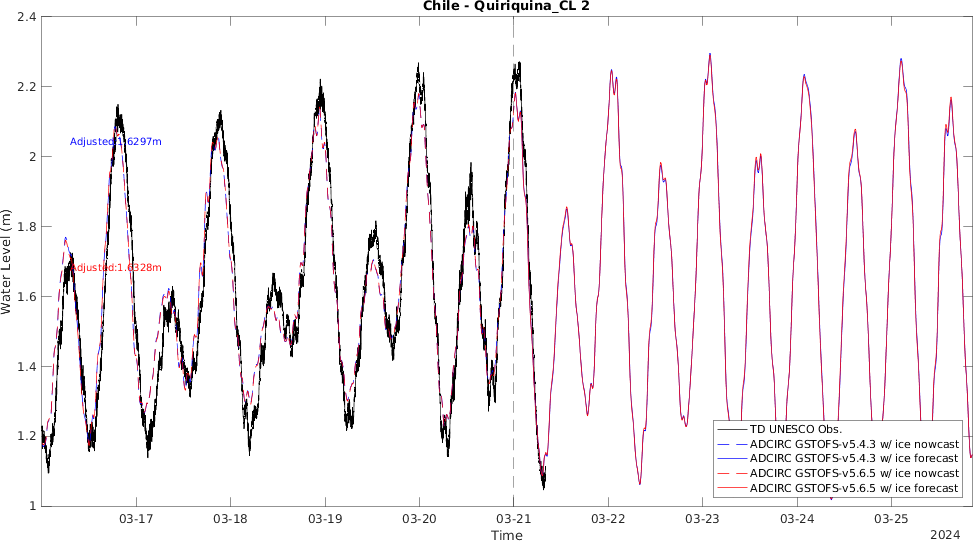 Chile - Quiriquina_CL 2
2.4
2.2
2
1.8
1.6
1.4
1.2
1
Water Level (m)
Adjusted:1.6297m
Adjusted:1.6328m
TD UNESCO Obs.
ADCIRC GSTOFS-v5.4.3 w/ ice nowcast
ADCIRC GSTOFS-v5.4.3 w/ ice forecast
ADCIRC GSTOFS-v5.6.5 w/ ice nowcast
ADCIRC GSTOFS-v5.6.5 w/ ice forecast
03-17 03-18 03-19 03-20 03-21 03-22 03-23 03-24 03-25
Time
2024